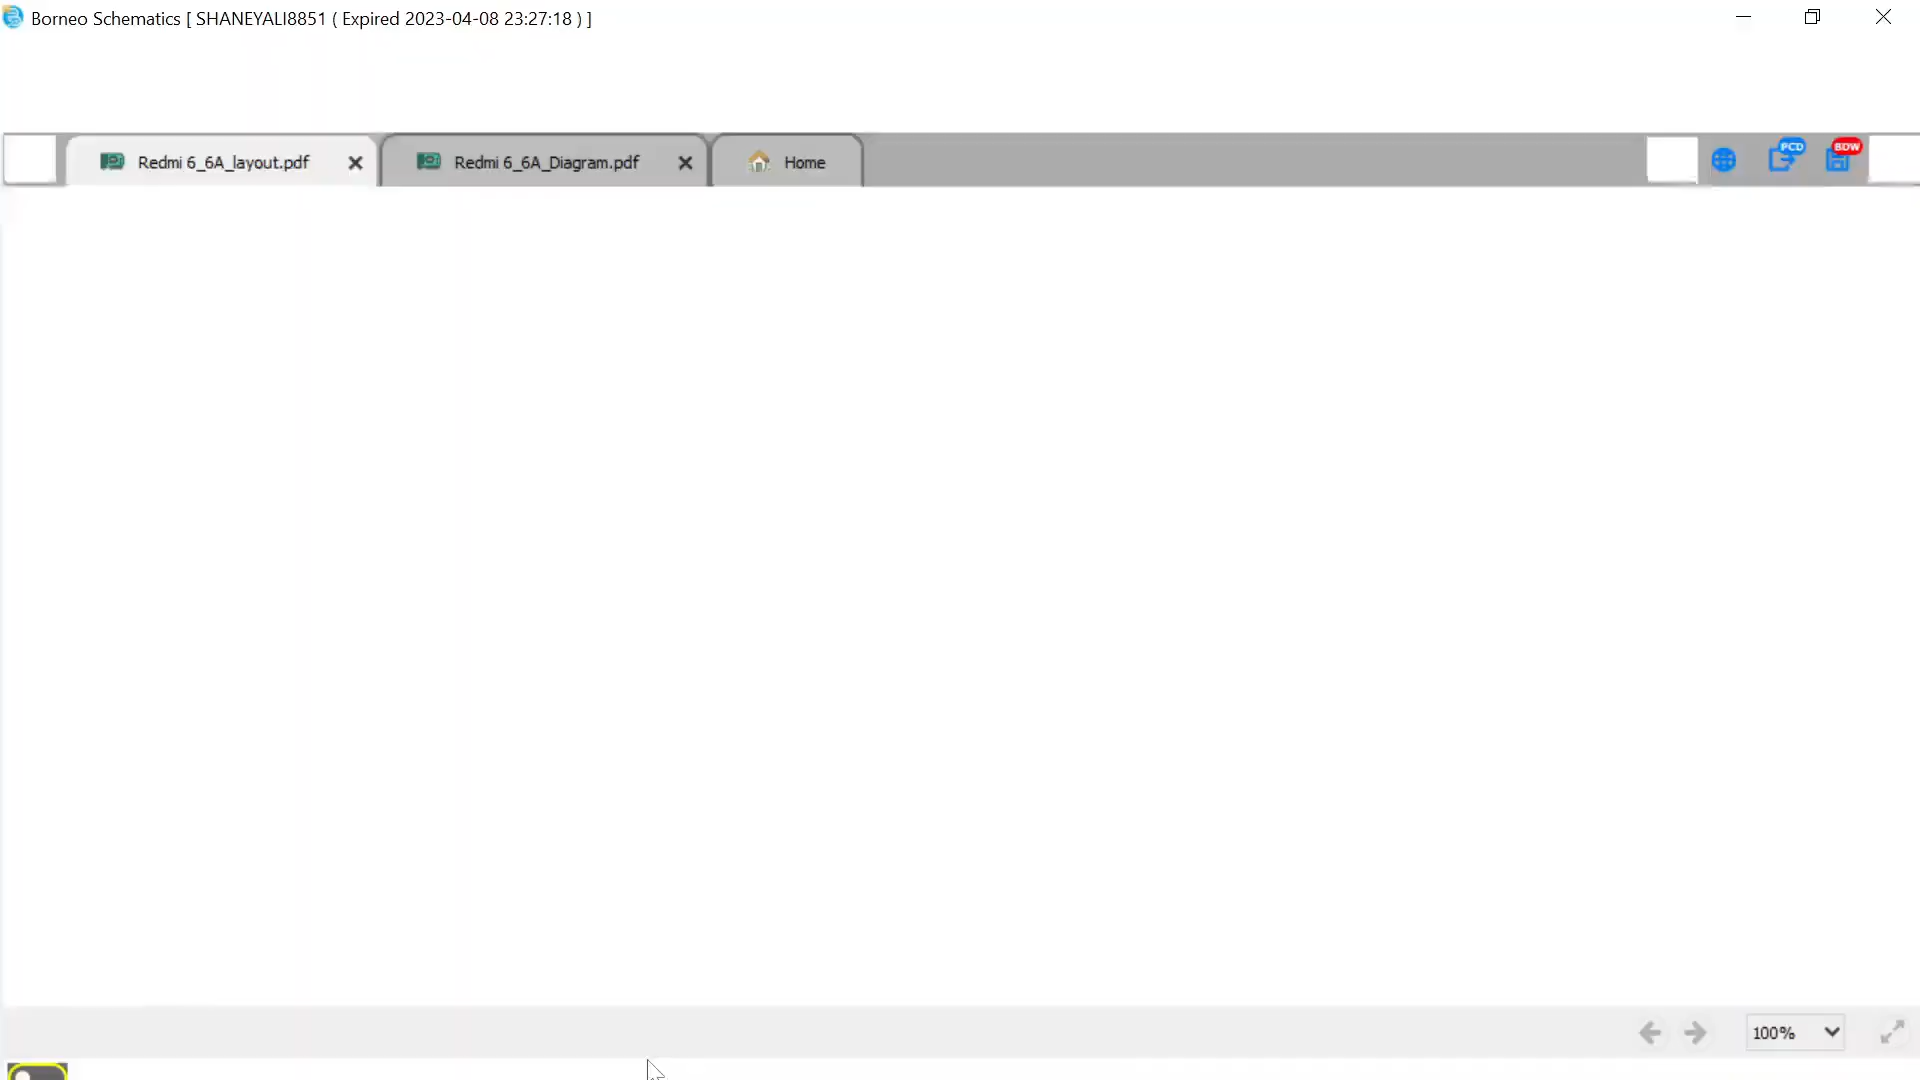 Borneo Schematics [ SHANEYALI8851 ( Expired 2023-04-08 23:27:18 ) ]
Redmi 6_6A_layout.pdf
Redmi 6_6A_Diagram.pdf
Home
PCD
BDW
100%